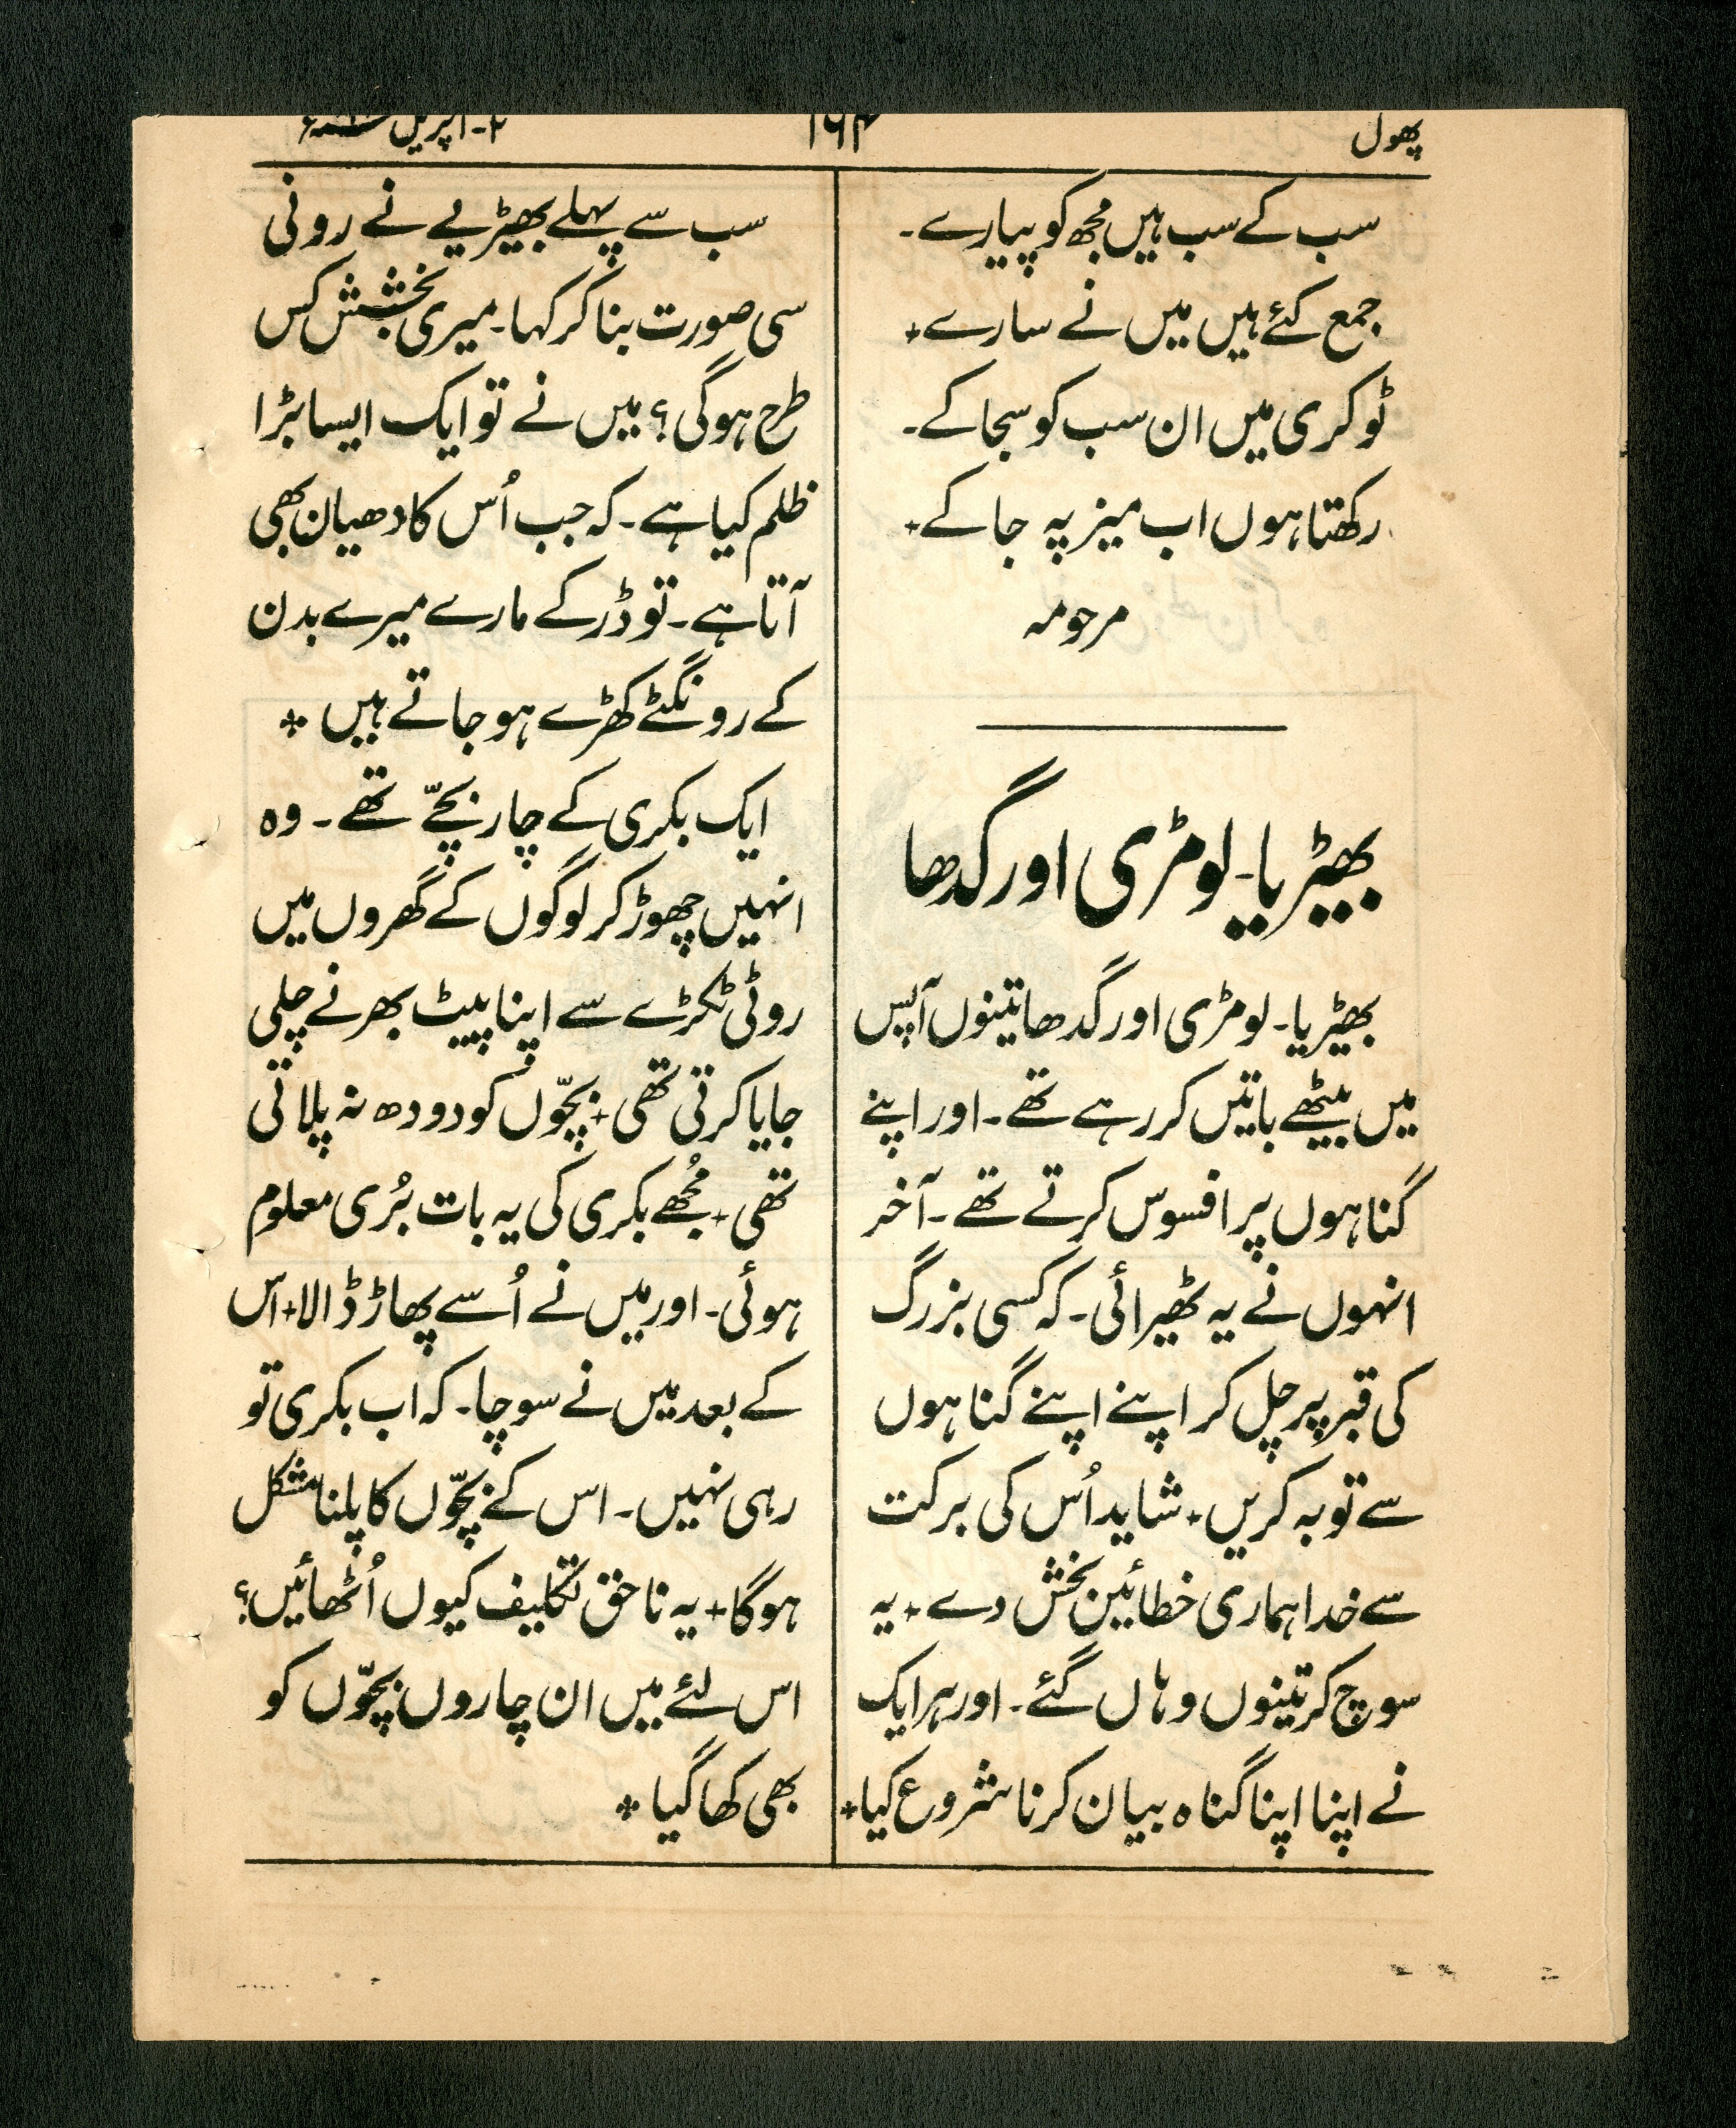 پھول
۱۶۴
۲- اپریل
سب کے سب ہیں مجھ کو پیارے۔
جمع کئے ہیں میں نے سارے+
ٹوکری میں ان سب کو سجا کے۔
رکھتا ہوں اب میز پہ جا کے+
مرحومہ
بھیڑیا۔ لومڑی اور گدھا
بھیڑیا۔ لومڑی اور گدھا تینوں آپس
میں بیٹھے باتیں کر رہے تھے۔ اور اپنے
گناہوں پر افسوس کرتے تھے۔ آخر
انہوں نے یہ ٹھیرائی۔ کہ کسی بزرگ
کی قبر پر چل کر اپنے اپنے گناہوں
سے توبہ کریں+ شاید اُس کی برکت
سے خدا ہماری خطائیں بخش دے+ یہ
سوچ کر تینوں وہاں گئے۔ اور ہر ایک
نے اپنا اپنا گناہ بیان کرنا شروع کیا+
سب سے پہلے بھیڑیے نے رونی
سی صورت بنا کر کہا۔ میری بخشش کس
طرح ہوگی؟ میں نے تو ایک ایسا بڑا
ظلم کیا ہے۔ کہ جب اُس کا دھیان بھی
آتا ہے۔ تو ڈر کے مارے میرے بدن
کے رونگٹے کھڑے ہو جاتے ہیں +
ایک بکری کے چار بچّے تھے۔ وہ
انہیں چھوڑ کر لوگوں کے گھروں میں
روٹی ٹکڑے سے اپنا پیٹ بھرنے چلی
جایا کرتی تھی+ بچّوں کو دودھ نہ پلاتی
تھی+ مُجھے بکری کی یہ بات بُری معلوم
ہوئی۔ اور میں نے اُسے پھاڑ ڈالا+ اس
کے بعد میں نے سوچا۔ کہ اب بکری تو
رہی نہیں۔ اس کے بچّوں کا پلنا مشکل
ہوگا+ یہ ناحق تکلیف کیوں اُٹھائیں؟
اس لئے میں ان چاروں بچّوں کو
بھی کھا گیا +